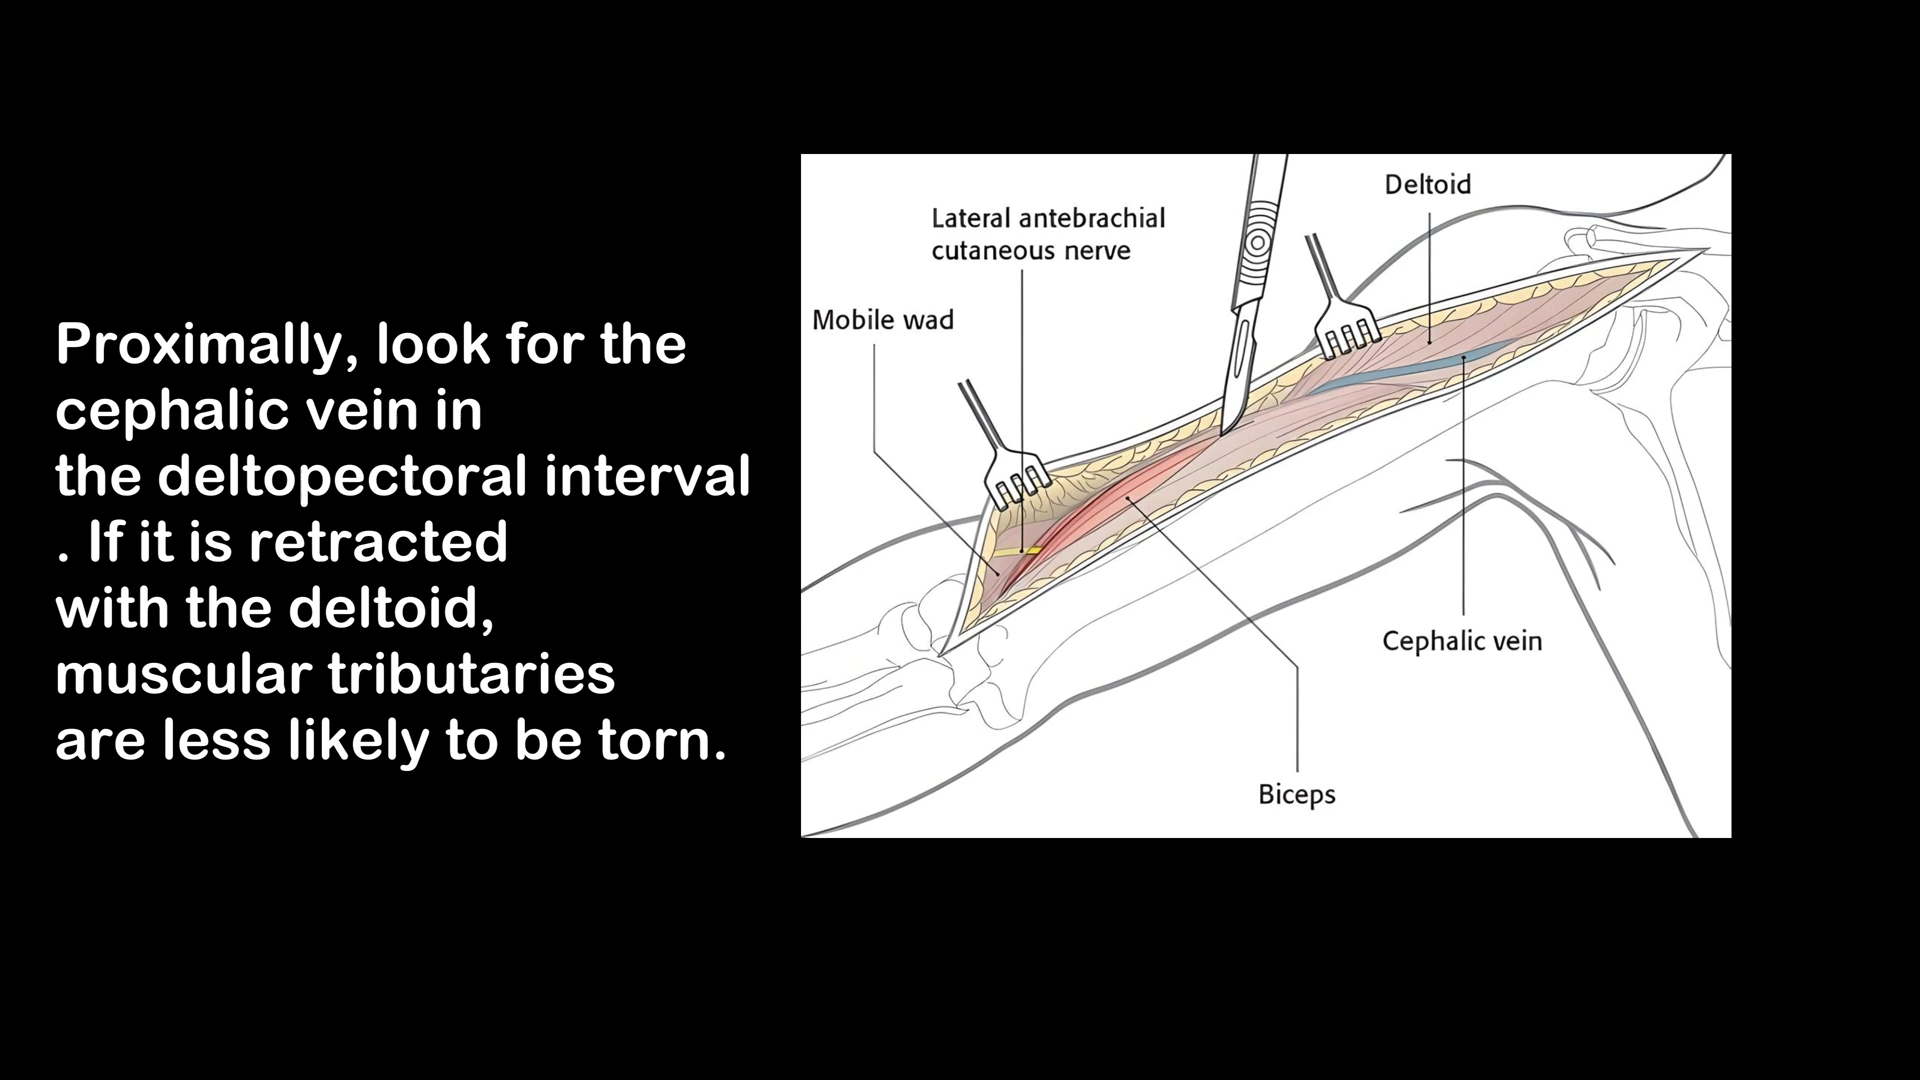 Proximally, look for the
cephalic vein in
the deltopectoral interval
. If it is retracted
with the deltoid,
muscular tributaries
are less likely to be torn.
Deltoid
Lateral antebrachial
cutaneous nerve
Mobile wad
Cephalic vein
Biceps